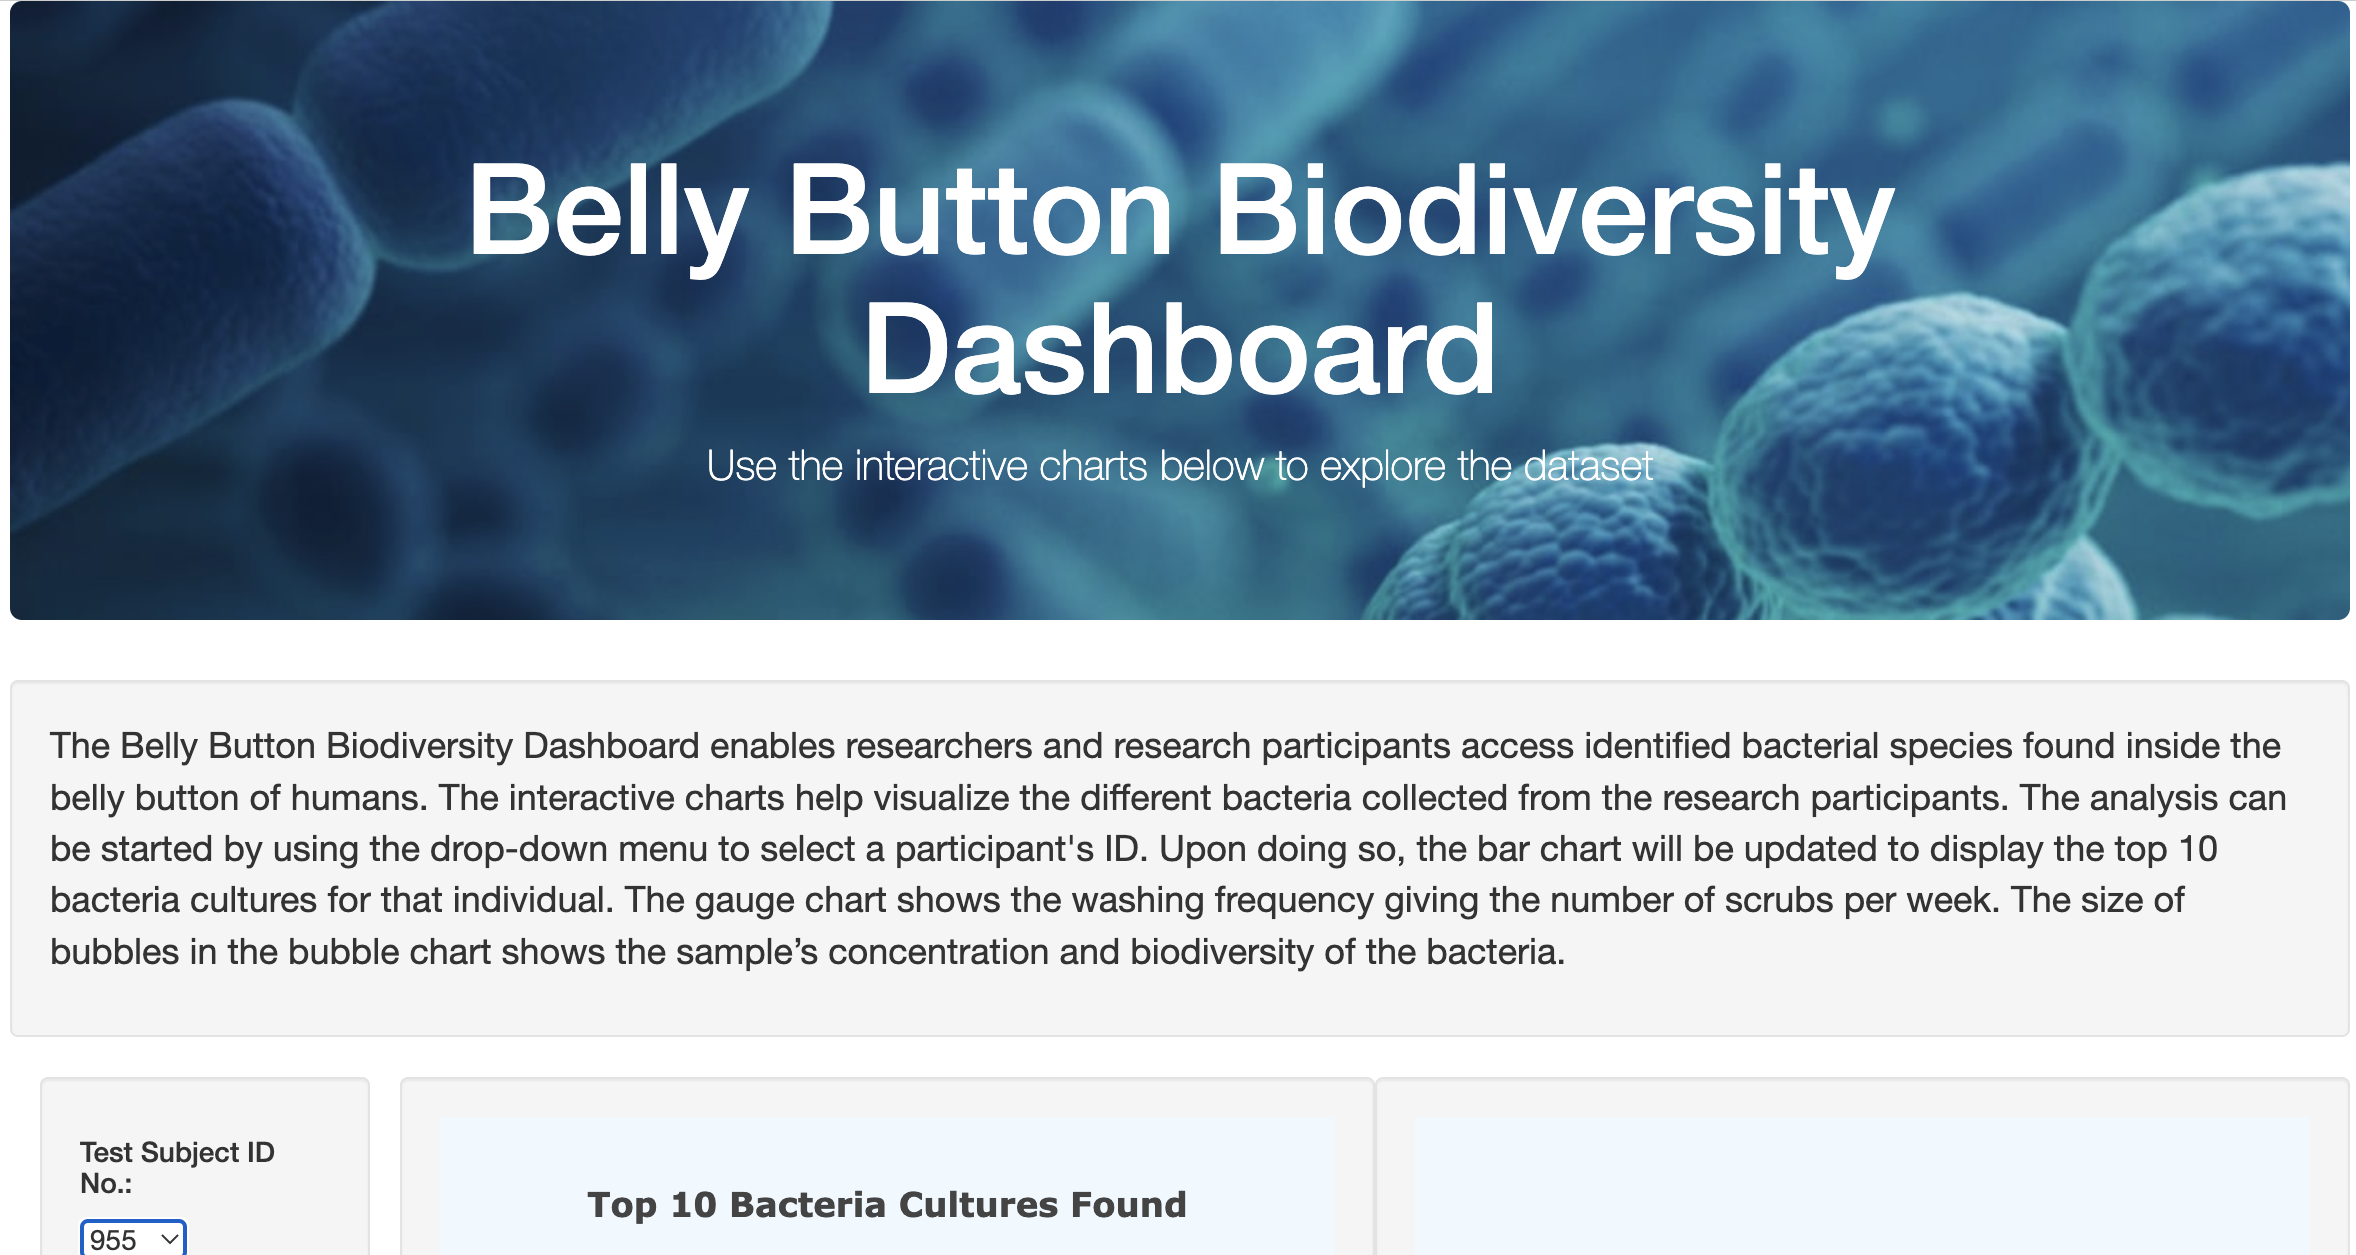 Belly Button Biodiversity
Dashboard
Use the interactive charts below to explore the dataset
The Belly Button Biodiversity Dashboard enables researchers and research participants access identified bacterial species found inside the
belly button of humans. The interactive charts help visualize the different bacteria collected from the research participants. The analysis can
be started by using the drop-down menu to select a participant's ID. Upon doing so, the bar chart will be updated to display the top 10
bacteria cultures for that individual. The gauge chart shows the washing frequency giving the number of scrubs per week. The size of
bubbles in the bubble chart shows the sample’s concentration and biodiversity of the bacteria.
Test Subject ID
No.:
955
Top 10 Bacteria Cultures Found